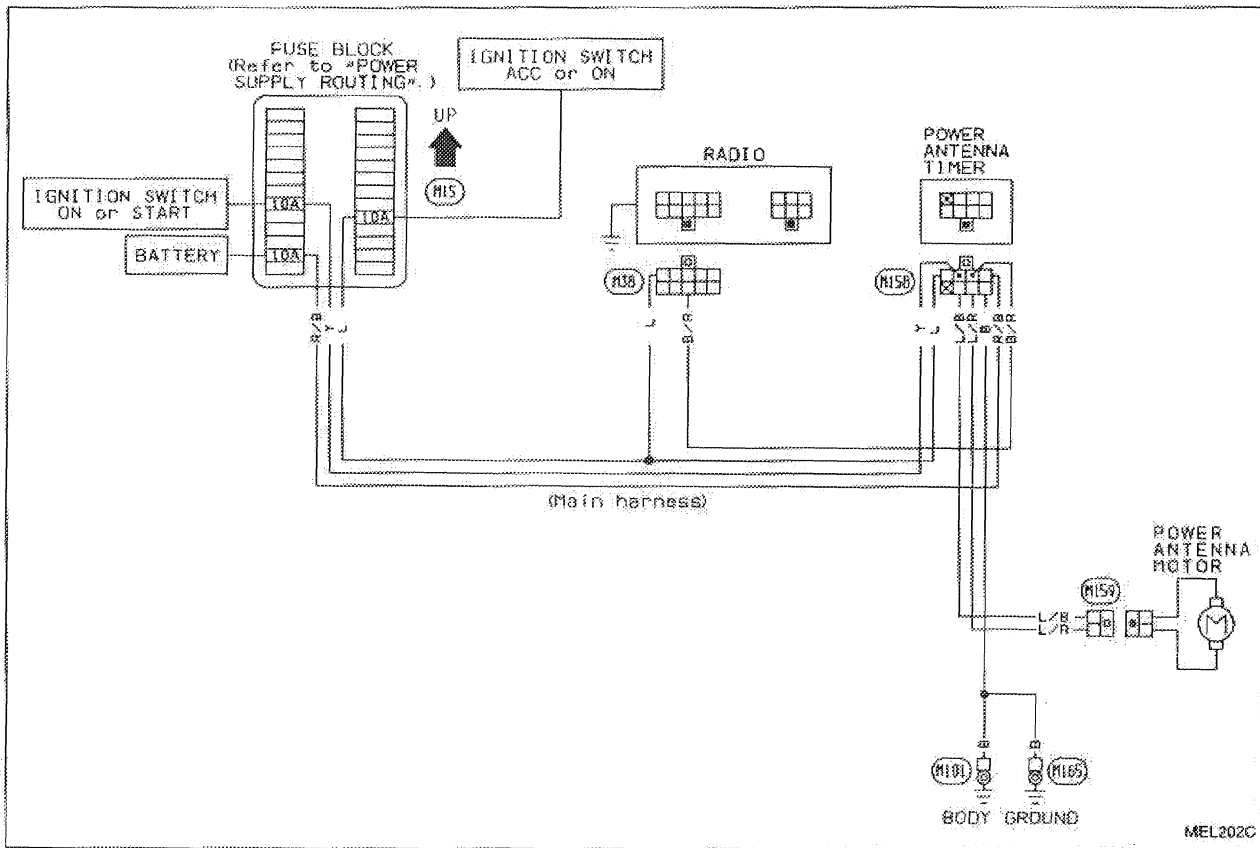 FUSE BLOCK
(Refer to "POWER
SUPPLY ROUTING".)
IGNITION SWITCH
ACC or ON
UP
M15
IGNITION SWITCH
ON or START
BATTERY
10A
10A
10A
RADIO
POWER
ANTENNA
TIMER
M38
M158
R/B
Y
L
L
B/R
Y
L
L/B
L/R
B
R/B
B/R
(Main harness)
POWER
ANTENNA
MOTOR
M159
L/B
L/R
M
B
B
M101
M165
BODY GROUND
MEL202C